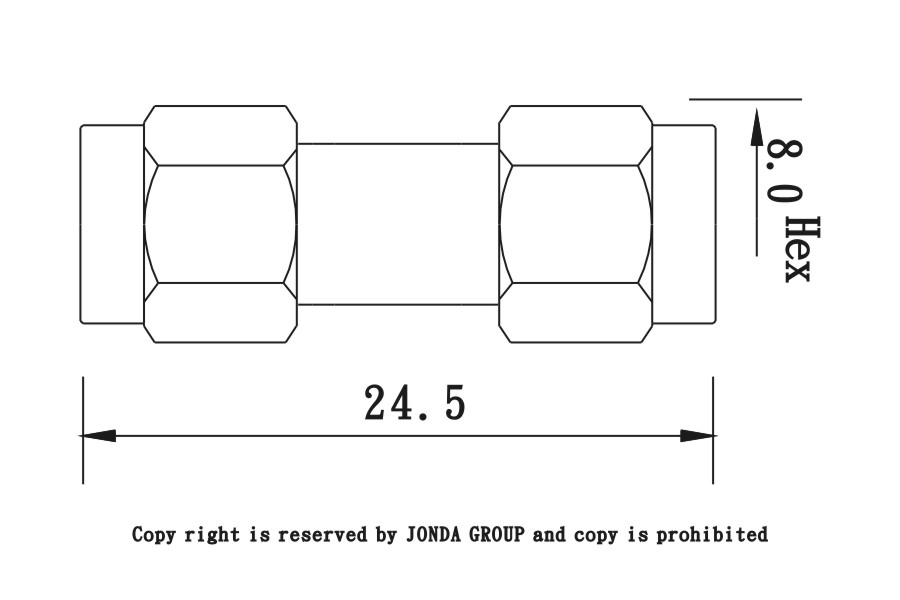 8.0 Hex
24.5
Copy right is reserved by JONDA GROUP and copy is prohibited